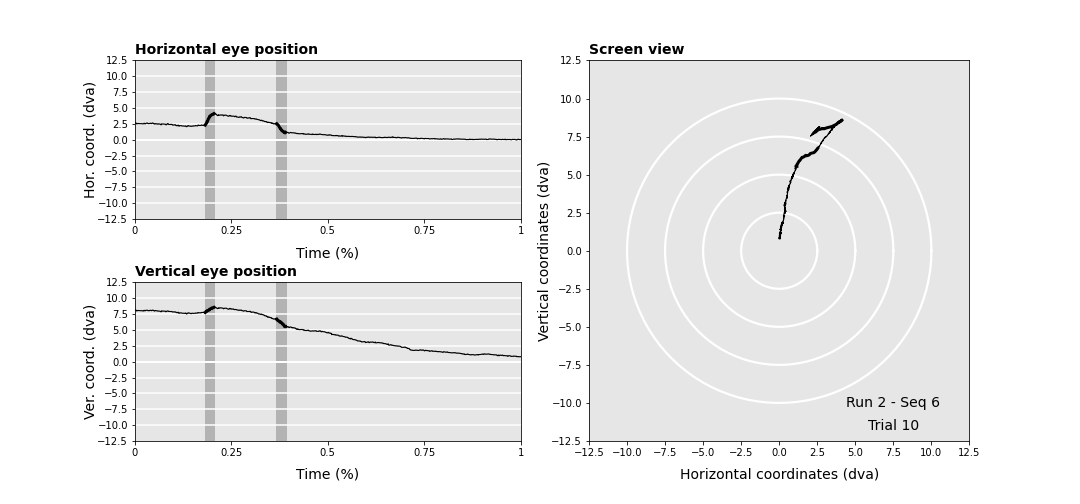 Horizontal eye position
Hor. coord. (dva)
12.5
10.0
7.5
5.0
2.5
0.0
−2.5
−5.0
−7.5
−10.0
−12.5
0 0.25 0.5 0.75 1
Time (%)
Vertical eye position
Ver. coord. (dva)
12.5
10.0
7.5
5.0
2.5
0.0
−2.5
−5.0
−7.5
−10.0
−12.5
0 0.25 0.5 0.75 1
Time (%)
Screen view
Vertical coordinates (dva)
12.5
10.0
7.5
5.0
2.5
0.0
−2.5
−5.0
−7.5
−10.0
−12.5
Run 2 - Seq 6
Trial 10
−12.5 −10.0 −7.5 −5.0 −2.5 0.0 2.5 5.0 7.5 10.0 12.5
Horizontal coordinates (dva)